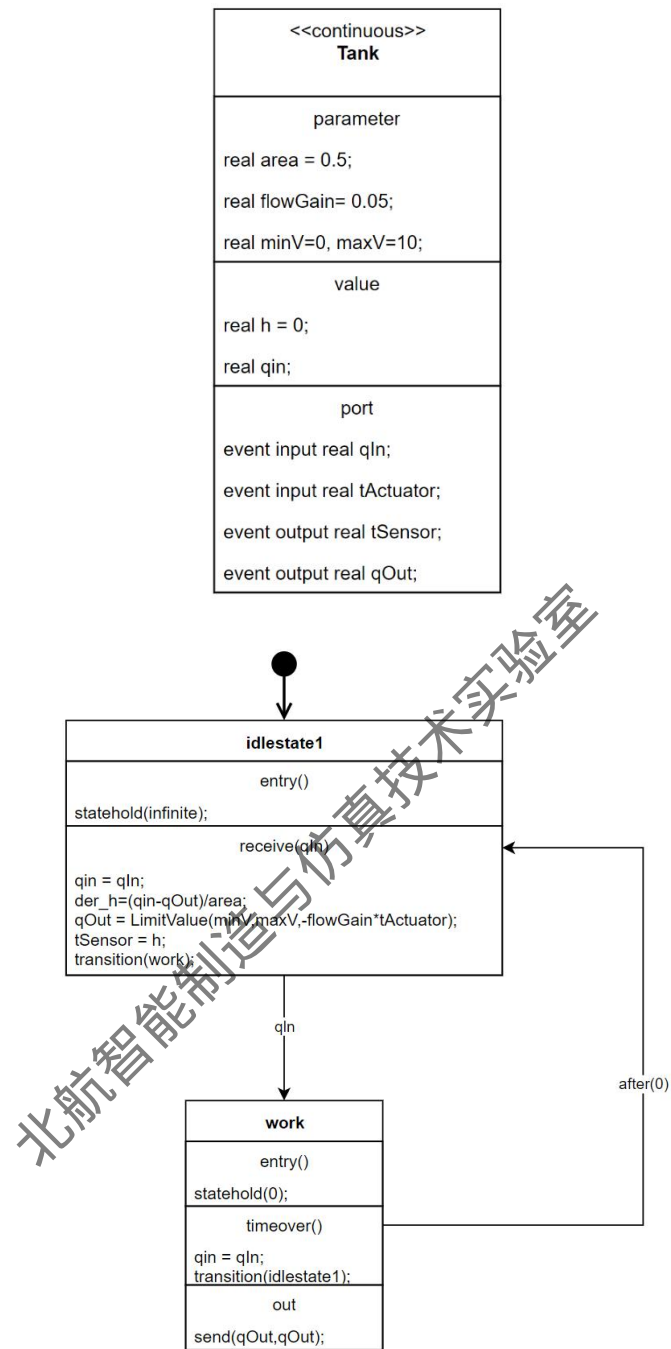 <<continuous>>
Tank
parameter
real area = 0.5;
real flowGain= 0.05;
real minV=0, maxV=10;
value
real h = 0;
real qin;
port
event input real qIn;
event input real tActuator;
event output real tSensor;
event output real qOut;
idlestate1
entry()
statehold(infinite);
receive(qIn)
qin = qIn;
der_h=(qin-qOut)/area;
qOut = LimitValue(minV,maxV,-flowGain*tActuator);
tSensor = h;
transition(work);
qIn
after(0)
work
entry()
statehold(0);
timeover()
qin = qIn;
transition(idlestate1);
out
send(qOut,qOut);
北航智能制造与仿真技术实验室